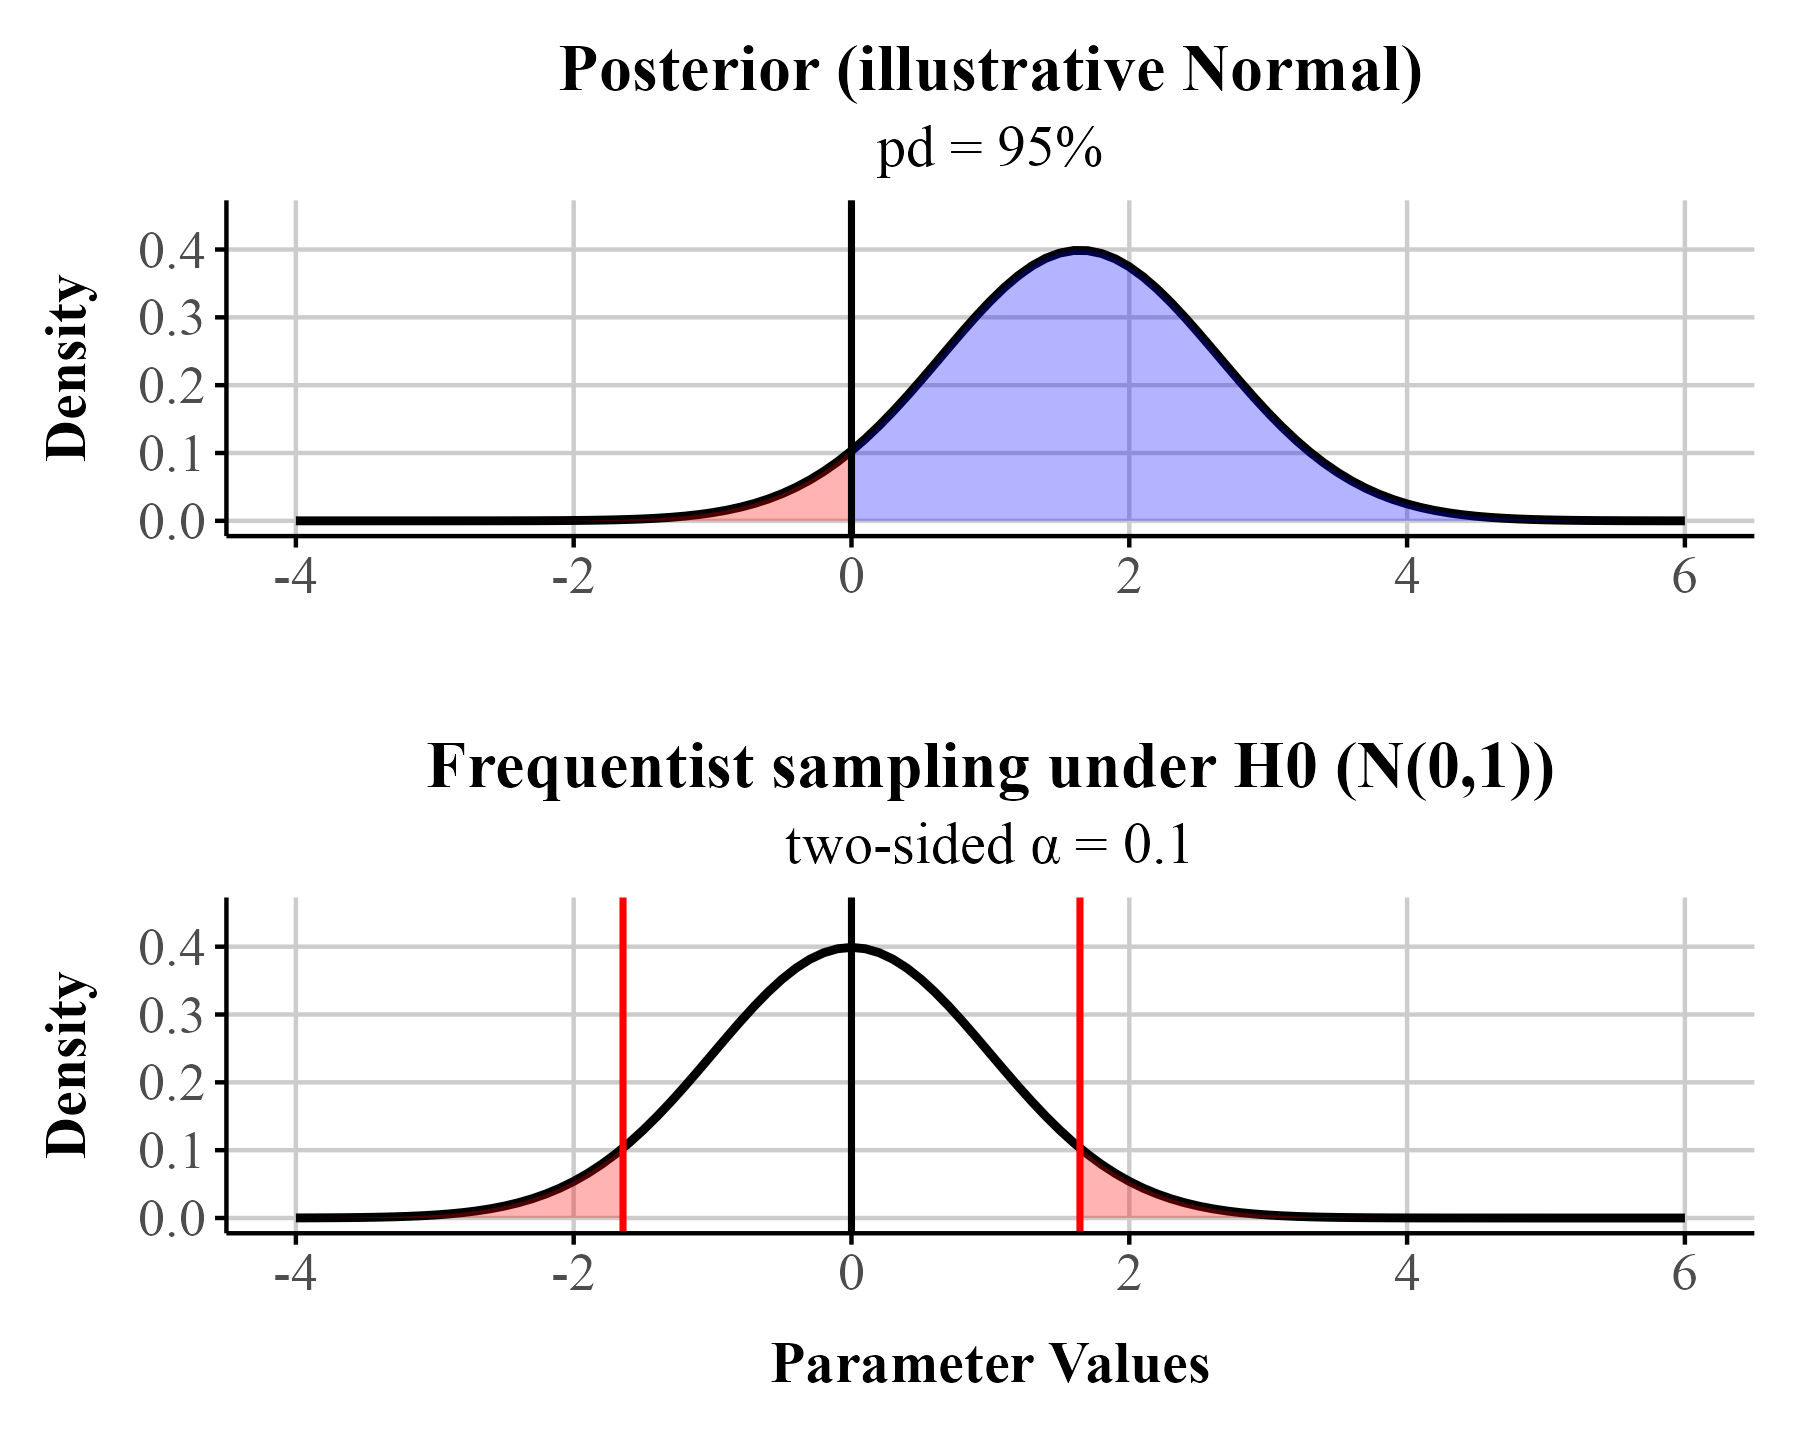 Posterior (illustrative Normal)
pd = 95%
Density
0.4
0.3
0.2
0.1
0.0
-4 -2 0 2 4 6
Frequentist sampling under H0 (N(0,1))
two-sided α = 0.1
Density
0.4
0.3
0.2
0.1
0.0
-4 -2 0 2 4 6
Parameter Values